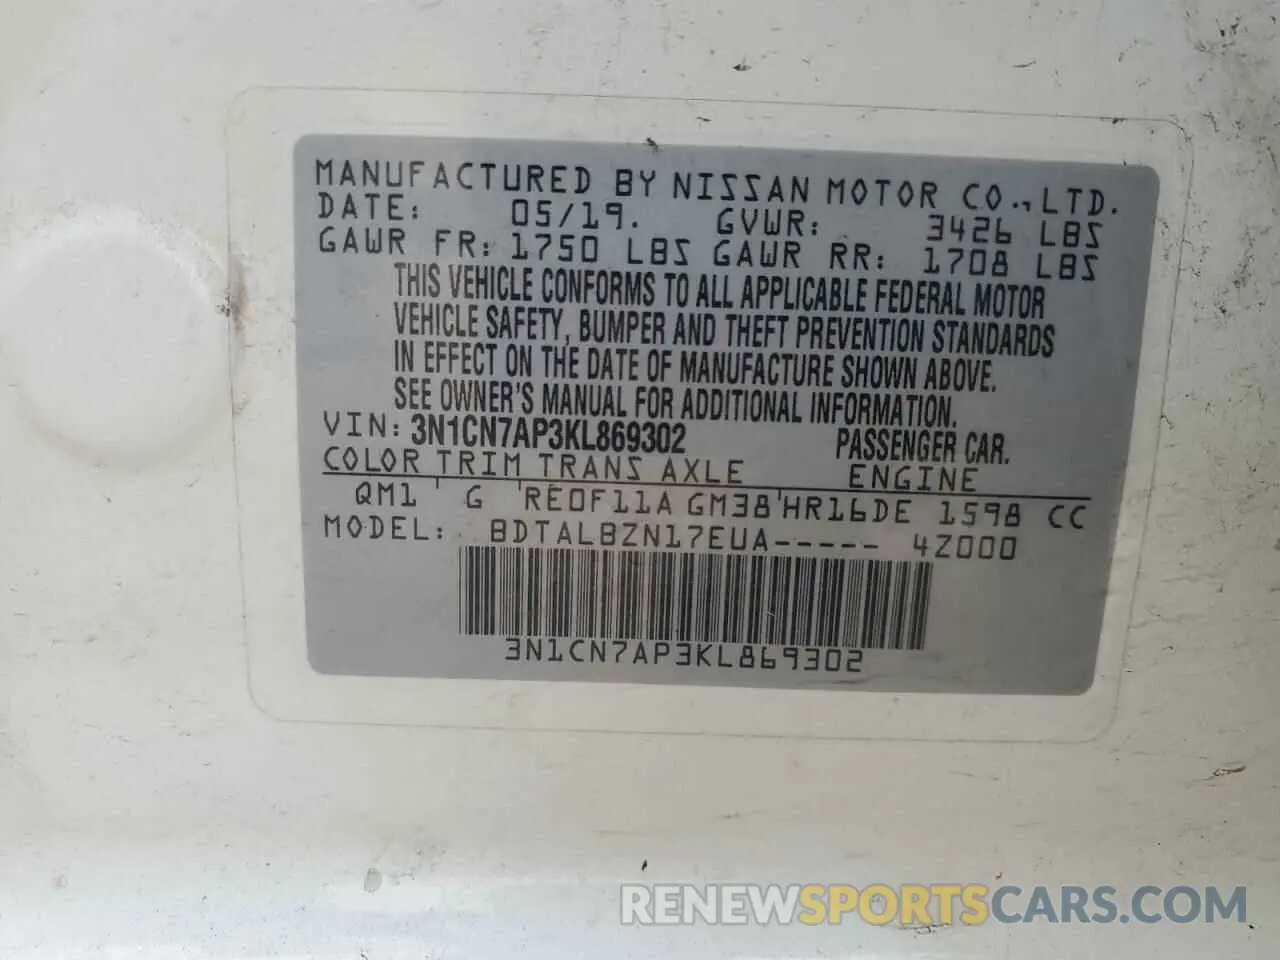 MANUFACTURED BY NISSAN MOTOR CO.,LTD.
DATE: 05/19. GVWR: 3426 LBS
GAWR FR: 1750 LBS GAWR RR: 1708 LBS
THIS VEHICLE CONFORMS TO ALL APPLICABLE FEDERAL MOTOR
VEHICLE SAFETY, BUMPER AND THEFT PREVENTION STANDARDS
IN EFFECT ON THE DATE OF MANUFACTURE SHOWN ABOVE.
SEE OWNER'S MANUAL FOR ADDITIONAL INFORMATION.
VIN: 3N1CN7AP3KL869302 PASSENGER CAR.
COLOR TRIM TRANS AXLE ENGINE
QM1 ' G ' RE0F11A GM38 ' HR16DE 1598 CC
MODEL: BDTALBZN17EUA----- 4Z000
3N1CN7AP3KL869302
RENEWSPORTSCARS.COM